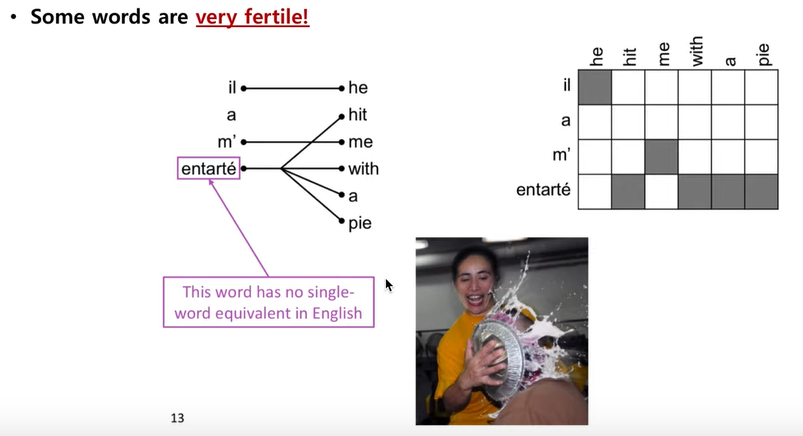 • Some words are very fertile!
il he
a hit
m' me
entarté with
a
pie
This word has no single-
word equivalent in English
he hit me with a pie
il
a
m'
entarté
13